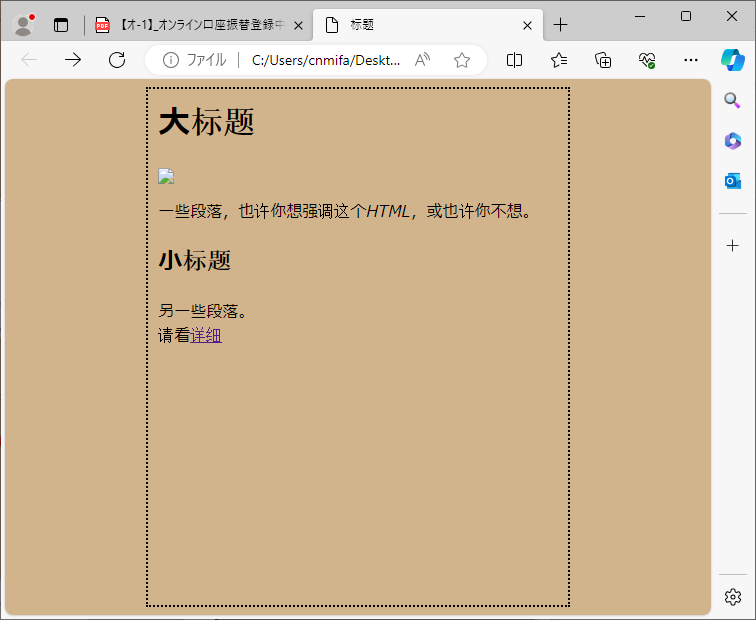 【オ-1】_オンライン口座振替登録中
标题
ファイル
C:/Users/cnmifa/Deskt...
大标题
一些段落，也许你想强调这个HTML，或也许你不想。
小标题
另一些段落。
请看详细